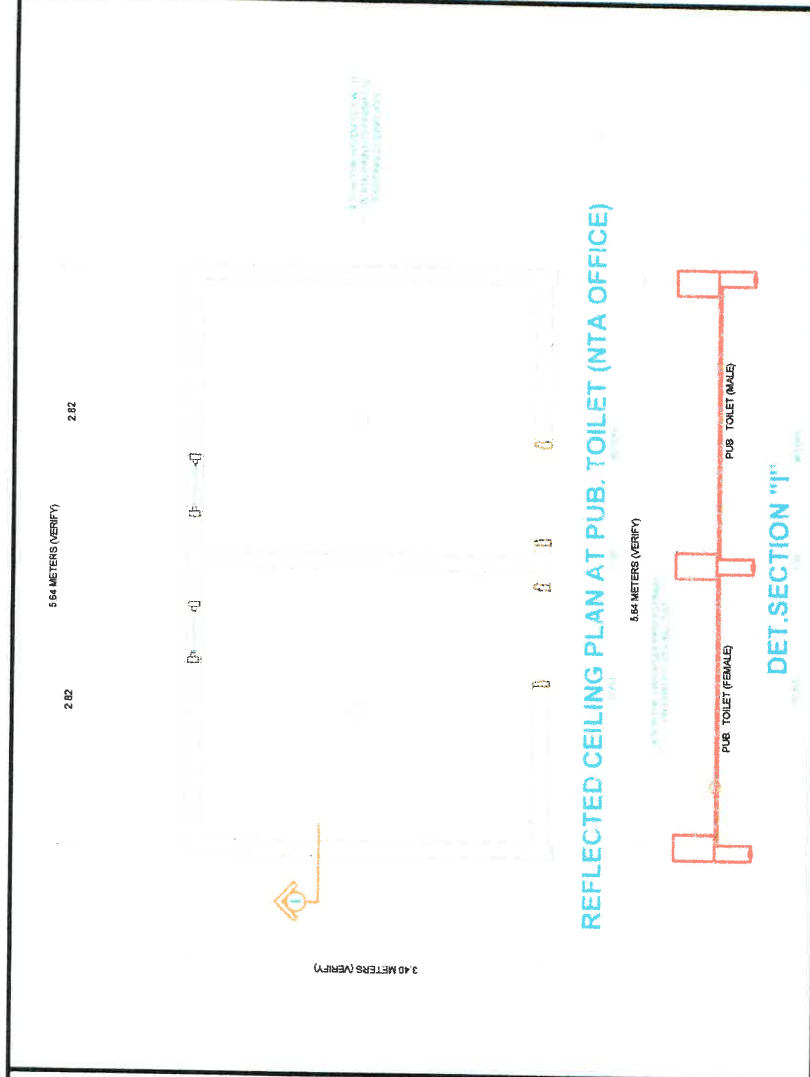 5.64 METERS (VERIFY)
2.82
2.82
3.40 METERS (VERIFY)
REFLECTED CEILING PLAN AT PUB. TOILET (NTA OFFICE)
5.64 METERS (VERIFY)
PUB. TOILET (FEMALE)
PUB. TOILET (MALE)
DET.SECTION "I"